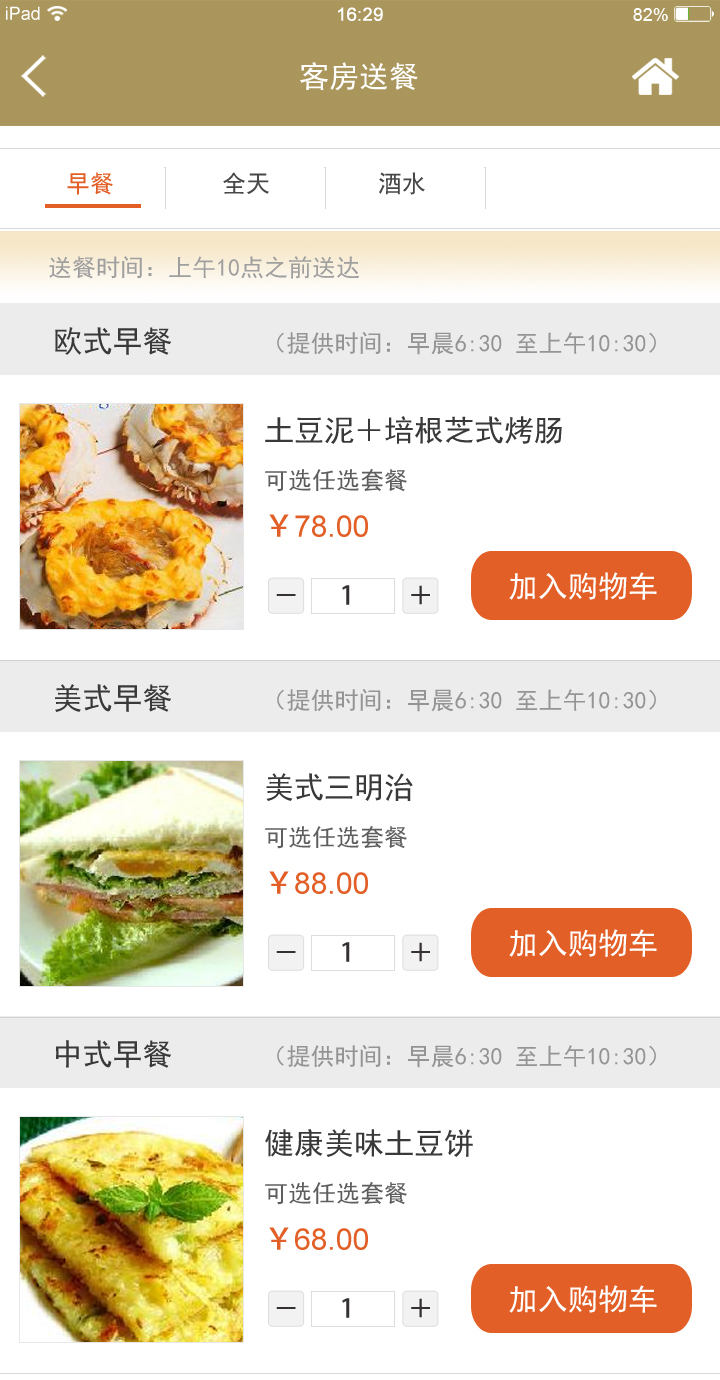 iPad 16:29 82%
客房送餐
早餐 全天 酒水
送餐时间：上午10点之前送达
欧式早餐 （提供时间：早晨6:30 至上午10:30）
土豆泥＋培根芝式烤肠
可选任选套餐
￥78.00
1 加入购物车
美式早餐 （提供时间：早晨6:30 至上午10:30）
美式三明治
可选任选套餐
￥88.00
1 加入购物车
中式早餐 （提供时间：早晨6:30 至上午10:30）
健康美味土豆饼
可选任选套餐
￥68.00
1 加入购物车